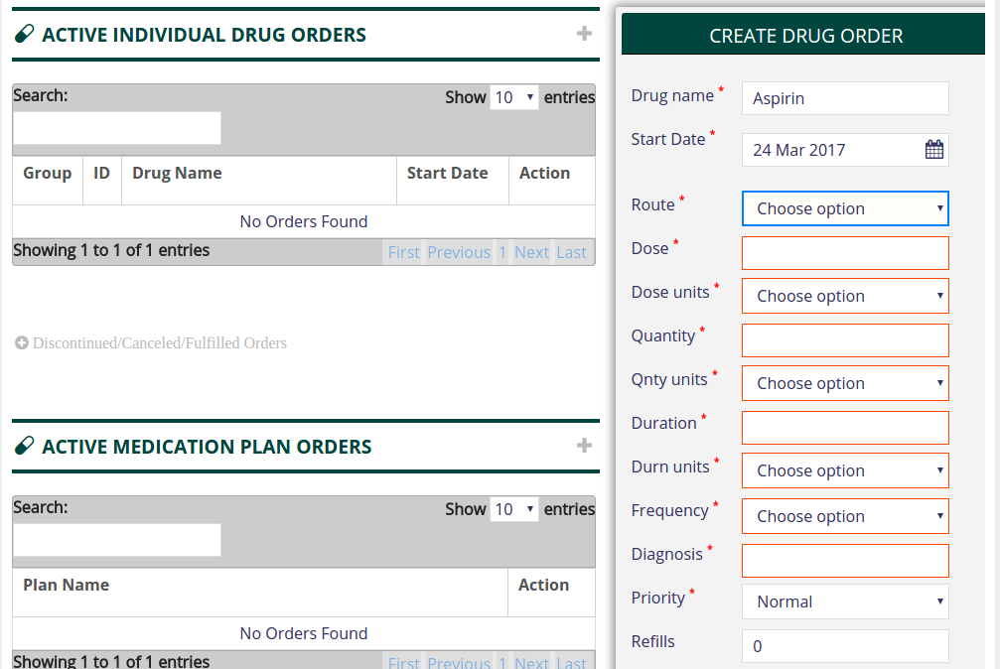 ACTIVE INDIVIDUAL DRUG ORDERS
Search: Show 10 entries
Group ID Drug Name Start Date Action
No Orders Found
Showing 1 to 1 of 1 entries First Previous 1 Next Last
Discontinued/Canceled/Fulfilled Orders
ACTIVE MEDICATION PLAN ORDERS
Search: Show 10 entries
Plan Name Action
No Orders Found
Showing 1 to 1 of 1 entries First Previous 1 Next Last
CREATE DRUG ORDER
Drug name * Aspirin
Start Date * 24 Mar 2017
Route * Choose option
Dose *
Dose units * Choose option
Quantity *
Qnty units * Choose option
Duration *
Durn units * Choose option
Frequency * Choose option
Diagnosis *
Priority * Normal
Refills 0